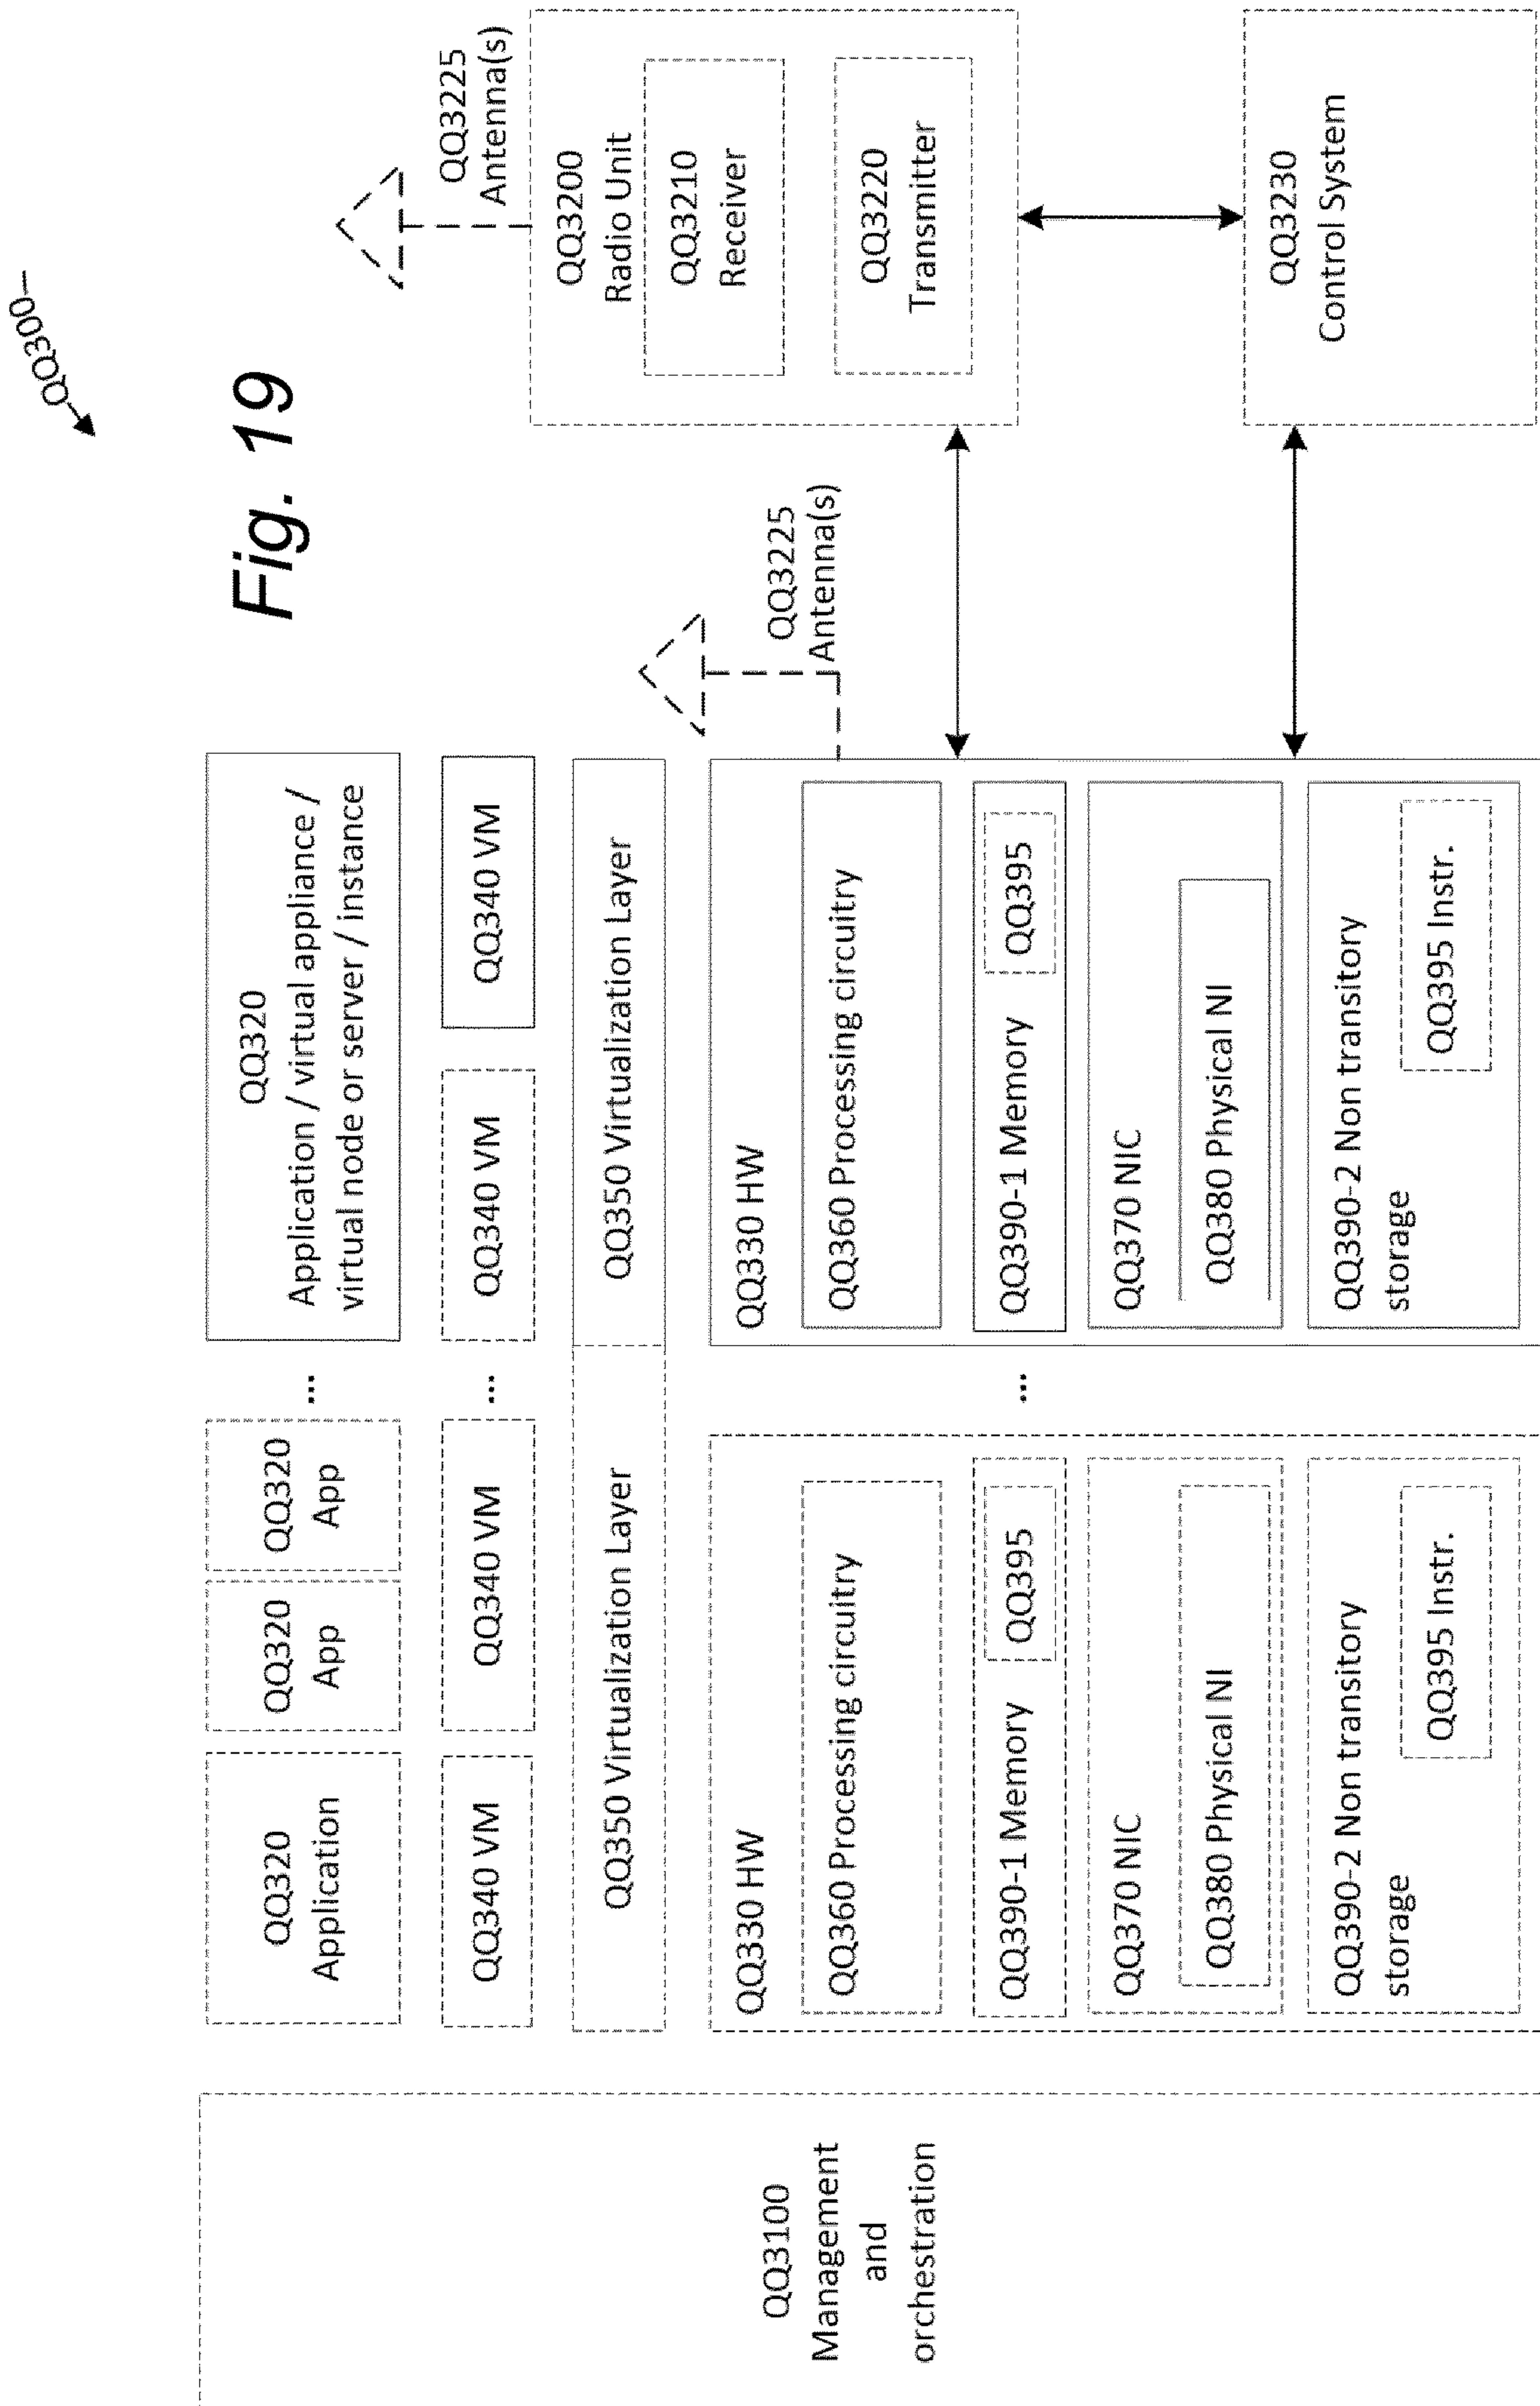 QQ300
Fig. 19
QQ3100
Management
and
orchestration
QQ320
Application
QQ320
App
QQ320
App
...
QQ320
Application / virtual appliance /
virtual node or server / instance
QQ340 VM
QQ340 VM
...
QQ340 VM
QQ340 VM
QQ350 Virtualization Layer
QQ350 Virtualization Layer
QQ330 HW
QQ360 Processing circuitry
QQ390-1 Memory
QQ395
QQ370 NIC
QQ380 Physical NI
QQ390-2 Non transitory
storage
QQ395 Instr.
...
QQ330 HW
QQ360 Processing circuitry
QQ390-1 Memory
QQ395
QQ370 NIC
QQ380 Physical NI
QQ390-2 Non transitory
storage
QQ395 Instr.
QQ3225
Antenna(s)
QQ3225
Antenna(s)
QQ3200
Radio Unit
QQ3210
Receiver
QQ3220
Transmitter
QQ3230
Control System